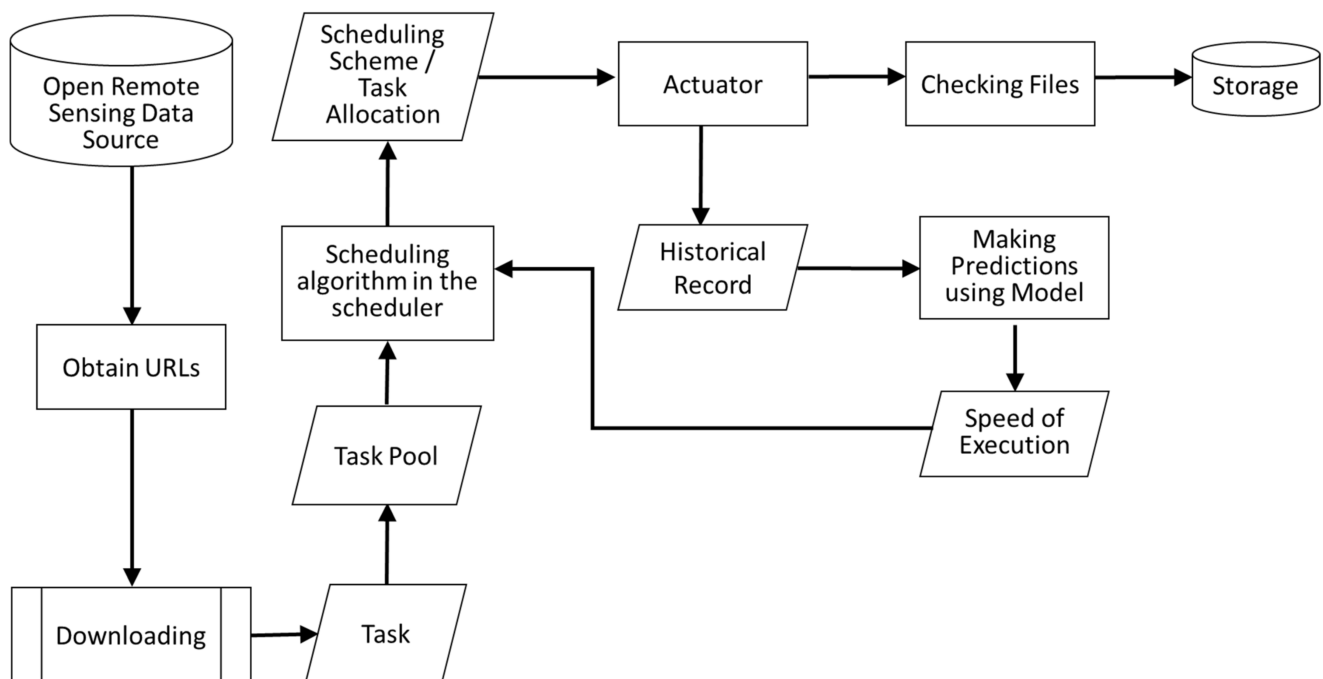 Open Remote
Sensing Data
Source
Obtain URLs
Downloading
Task
Task Pool
Scheduling
algorithm in the
scheduler
Scheduling
Scheme /
Task
Allocation
Actuator
Checking Files
Storage
Historical
Record
Making
Predictions
using Model
Speed of
Execution